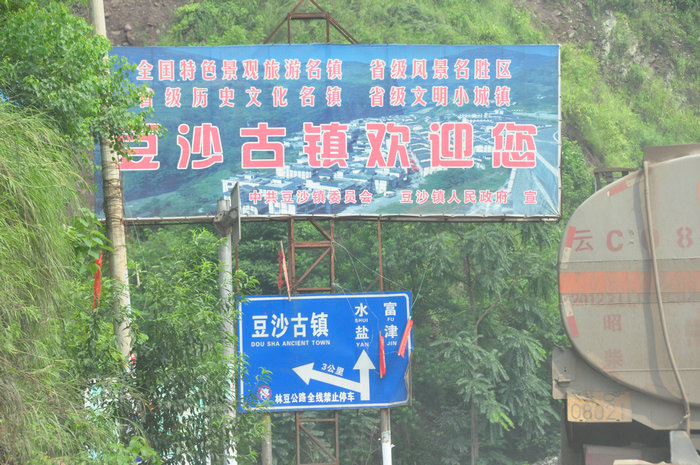 全国特色景观旅游名镇 省级风景名胜区
省级历史文化名镇 省级文明小城镇
豆沙古镇欢迎您
中共豆沙镇委员会 豆沙镇人民政府 宣
豆沙古镇
DOU SHA ANCIENT TOWN
水盐
SHUI
YAN
富津
FU
JIN
3公里
林豆公路全线禁止停车
云C 08
0802